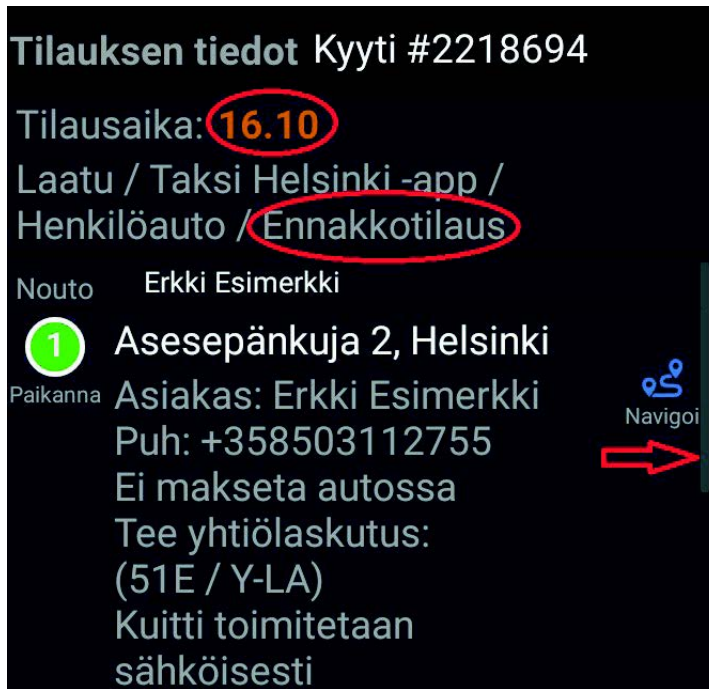 Tilauksen tiedot Kyyti #2218694
Tilausaika: 16.10
Laatu / Taksi Helsinki -app /
Henkilöauto / Ennakkotilaus
Nouto Erkki Esimerkki
1 Asesepänkuja 2, Helsinki
Paikanna Asiakas: Erkki Esimerkki
Navigoi
Puh: +358503112755
Ei makseta autossa
Tee yhtiölaskutus:
(51E / Y-LA)
Kuitti toimitetaan
sähköisesti